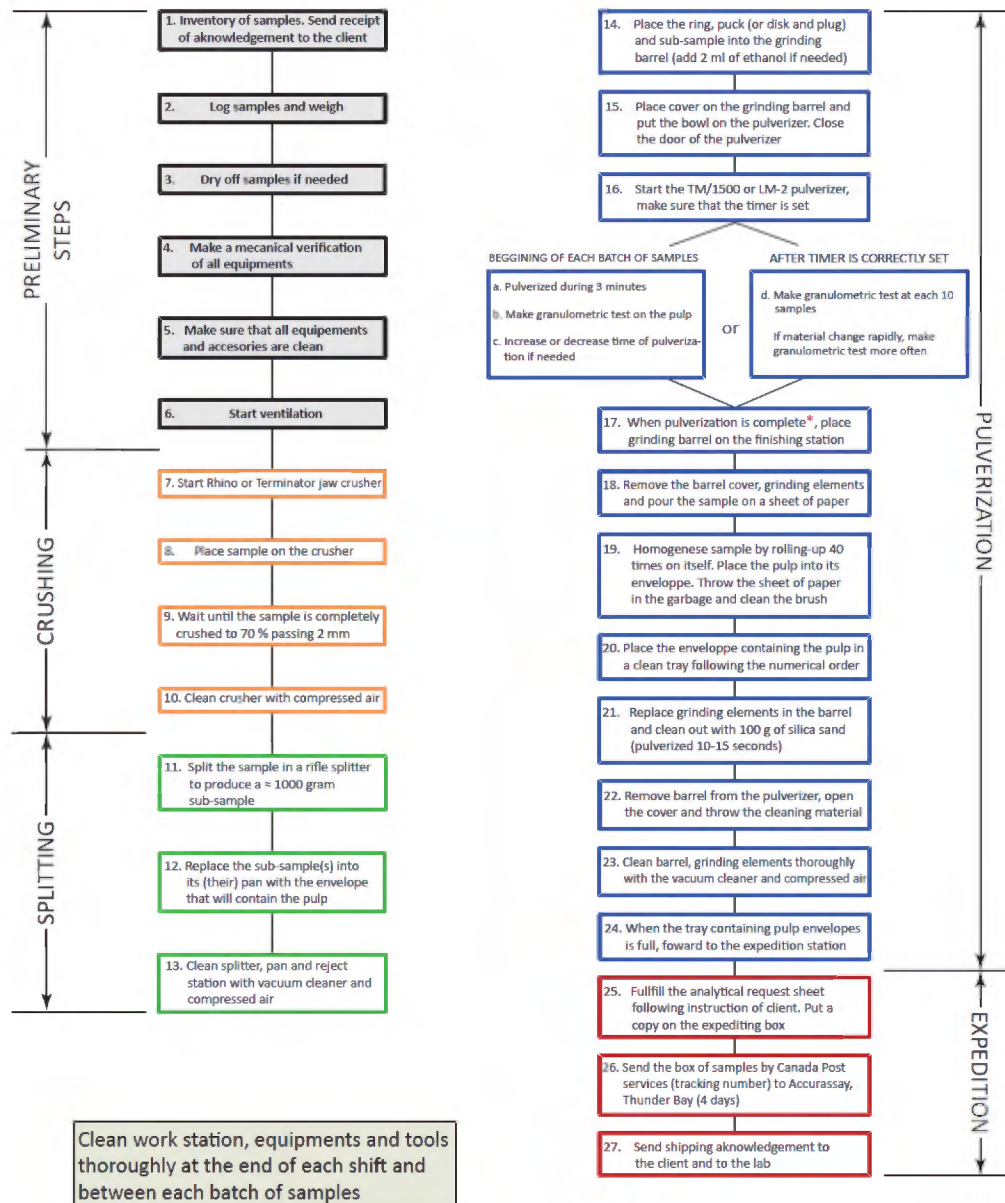 PRELIMINARY
STEPS
1. Inventory of samples. Send receipt
of aknowledgement to the client
2. Log samples and weigh
3. Dry off samples if needed
4. Make a mecanical verification
of all equipments
5. Make sure that all equipements
and accesories are clean
6. Start ventilation
CRUSHING
7. Start Rhino or Terminator jaw crusher
8. Place sample on the crusher
9. Wait until the sample is completely
crushed to 70 % passing 2 mm
10. Clean crusher with compressed air
SPLITTING
11. Split the sample in a rifle splitter
to produce a ≈ 1000 gram
sub-sample
12. Replace the sub-sample(s) into
its (their) pan with the envelope
that will contain the pulp
13. Clean splitter, pan and reject
station with vacuum cleaner and
compressed air
Clean work station, equipments and tools
thoroughly at the end of each shift and
between each batch of samples
PULVERIZATION
14. Place the ring, puck (or disk and plug)
and sub-sample into the grinding
barrel (add 2 ml of ethanol if needed)
15. Place cover on the grinding barrel and
put the bowl on the pulverizer. Close
the door of the pulverizer
16. Start the TM/1500 or LM-2 pulverizer,
make sure that the timer is set
BEGGINING OF EACH BATCH OF SAMPLES
a. Pulverized during 3 minutes
b. Make granulometric test on the pulp
c. Increase or decrease time of pulveriza-
tion if needed
or
AFTER TIMER IS CORRECTLY SET
d. Make granulometric test at each 10
samples
If material change rapidly, make
granulometric test more often
17. When pulverization is complete*, place
grinding barrel on the finishing station
18. Remove the barrel cover, grinding elements
and pour the sample on a sheet of paper
19. Homogenese sample by rolling-up 40
times on itself. Place the pulp into its
enveloppe. Throw the sheet of paper
in the garbage and clean the brush
20. Place the enveloppe containing the pulp in
a clean tray following the numerical order
21. Replace grinding elements in the barrel
and clean out with 100 g of silica sand
(pulverized 10-15 seconds)
22. Remove barrel from the pulverizer, open
the cover and throw the cleaning material
23. Clean barrel, grinding elements thoroughly
with the vacuum cleaner and compressed air
24. When the tray containing pulp envelopes
is full, foward to the expedition station
EXPEDITION
25. Fullfill the analytical request sheet
following instruction of client. Put a
copy on the expediting box
26. Send the box of samples by Canada Post
services (tracking number) to Accurassay,
Thunder Bay (4 days)
27. Send shipping aknowledgement to
the client and to the lab